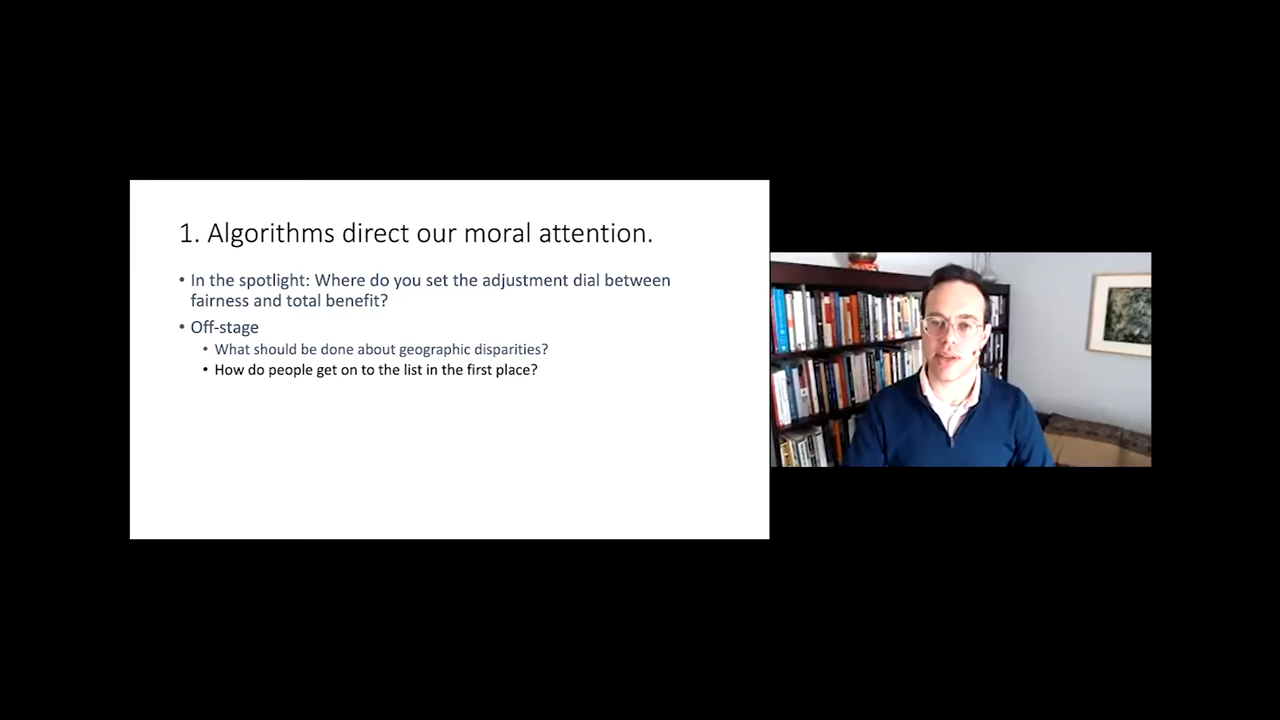 1. Algorithms direct our moral attention.
• In the spotlight: Where do you set the adjustment dial between
fairness and total benefit?
• Off-stage
• What should be done about geographic disparities?
• How do people get on to the list in the first place?